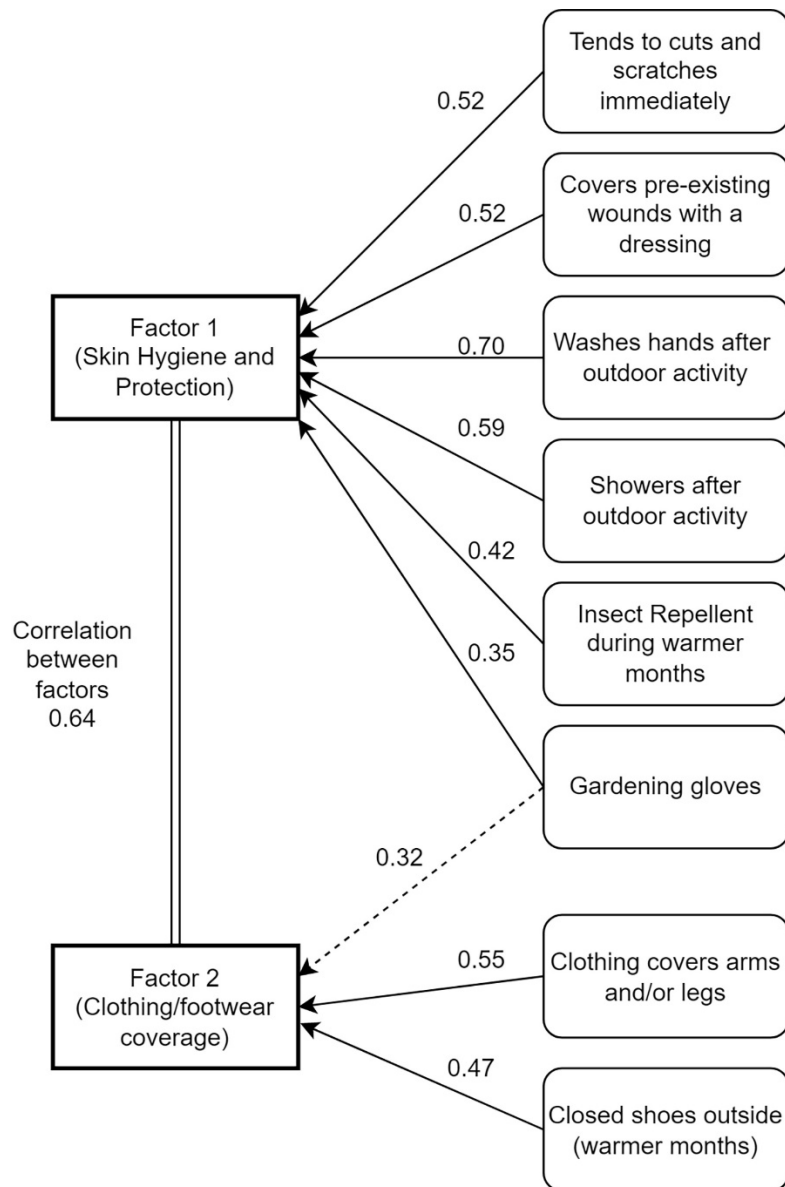 Tends to cuts and
scratches
immediately
0.52
Covers pre-existing
wounds with a
dressing
0.52
Factor 1
(Skin Hygiene and
Protection)
0.70
Washes hands after
outdoor activity
0.59
Showers after
outdoor activity
0.42
Insect Repellent
during warmer
months
0.35
Correlation
between
factors
0.64
Gardening gloves
0.32
Factor 2
(Clothing/footwear
coverage)
0.55
Clothing covers arms
and/or legs
0.47
Closed shoes outside
(warmer months)